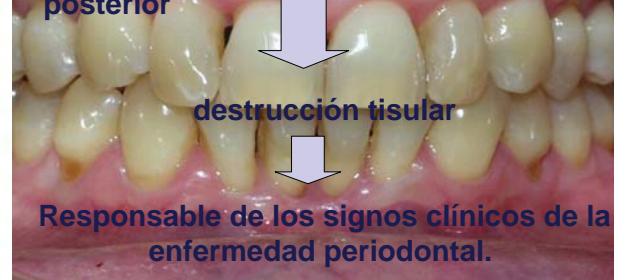 posterior
destrucción tisular
Responsable de los signos clínicos de la
enfermedad periodontal.